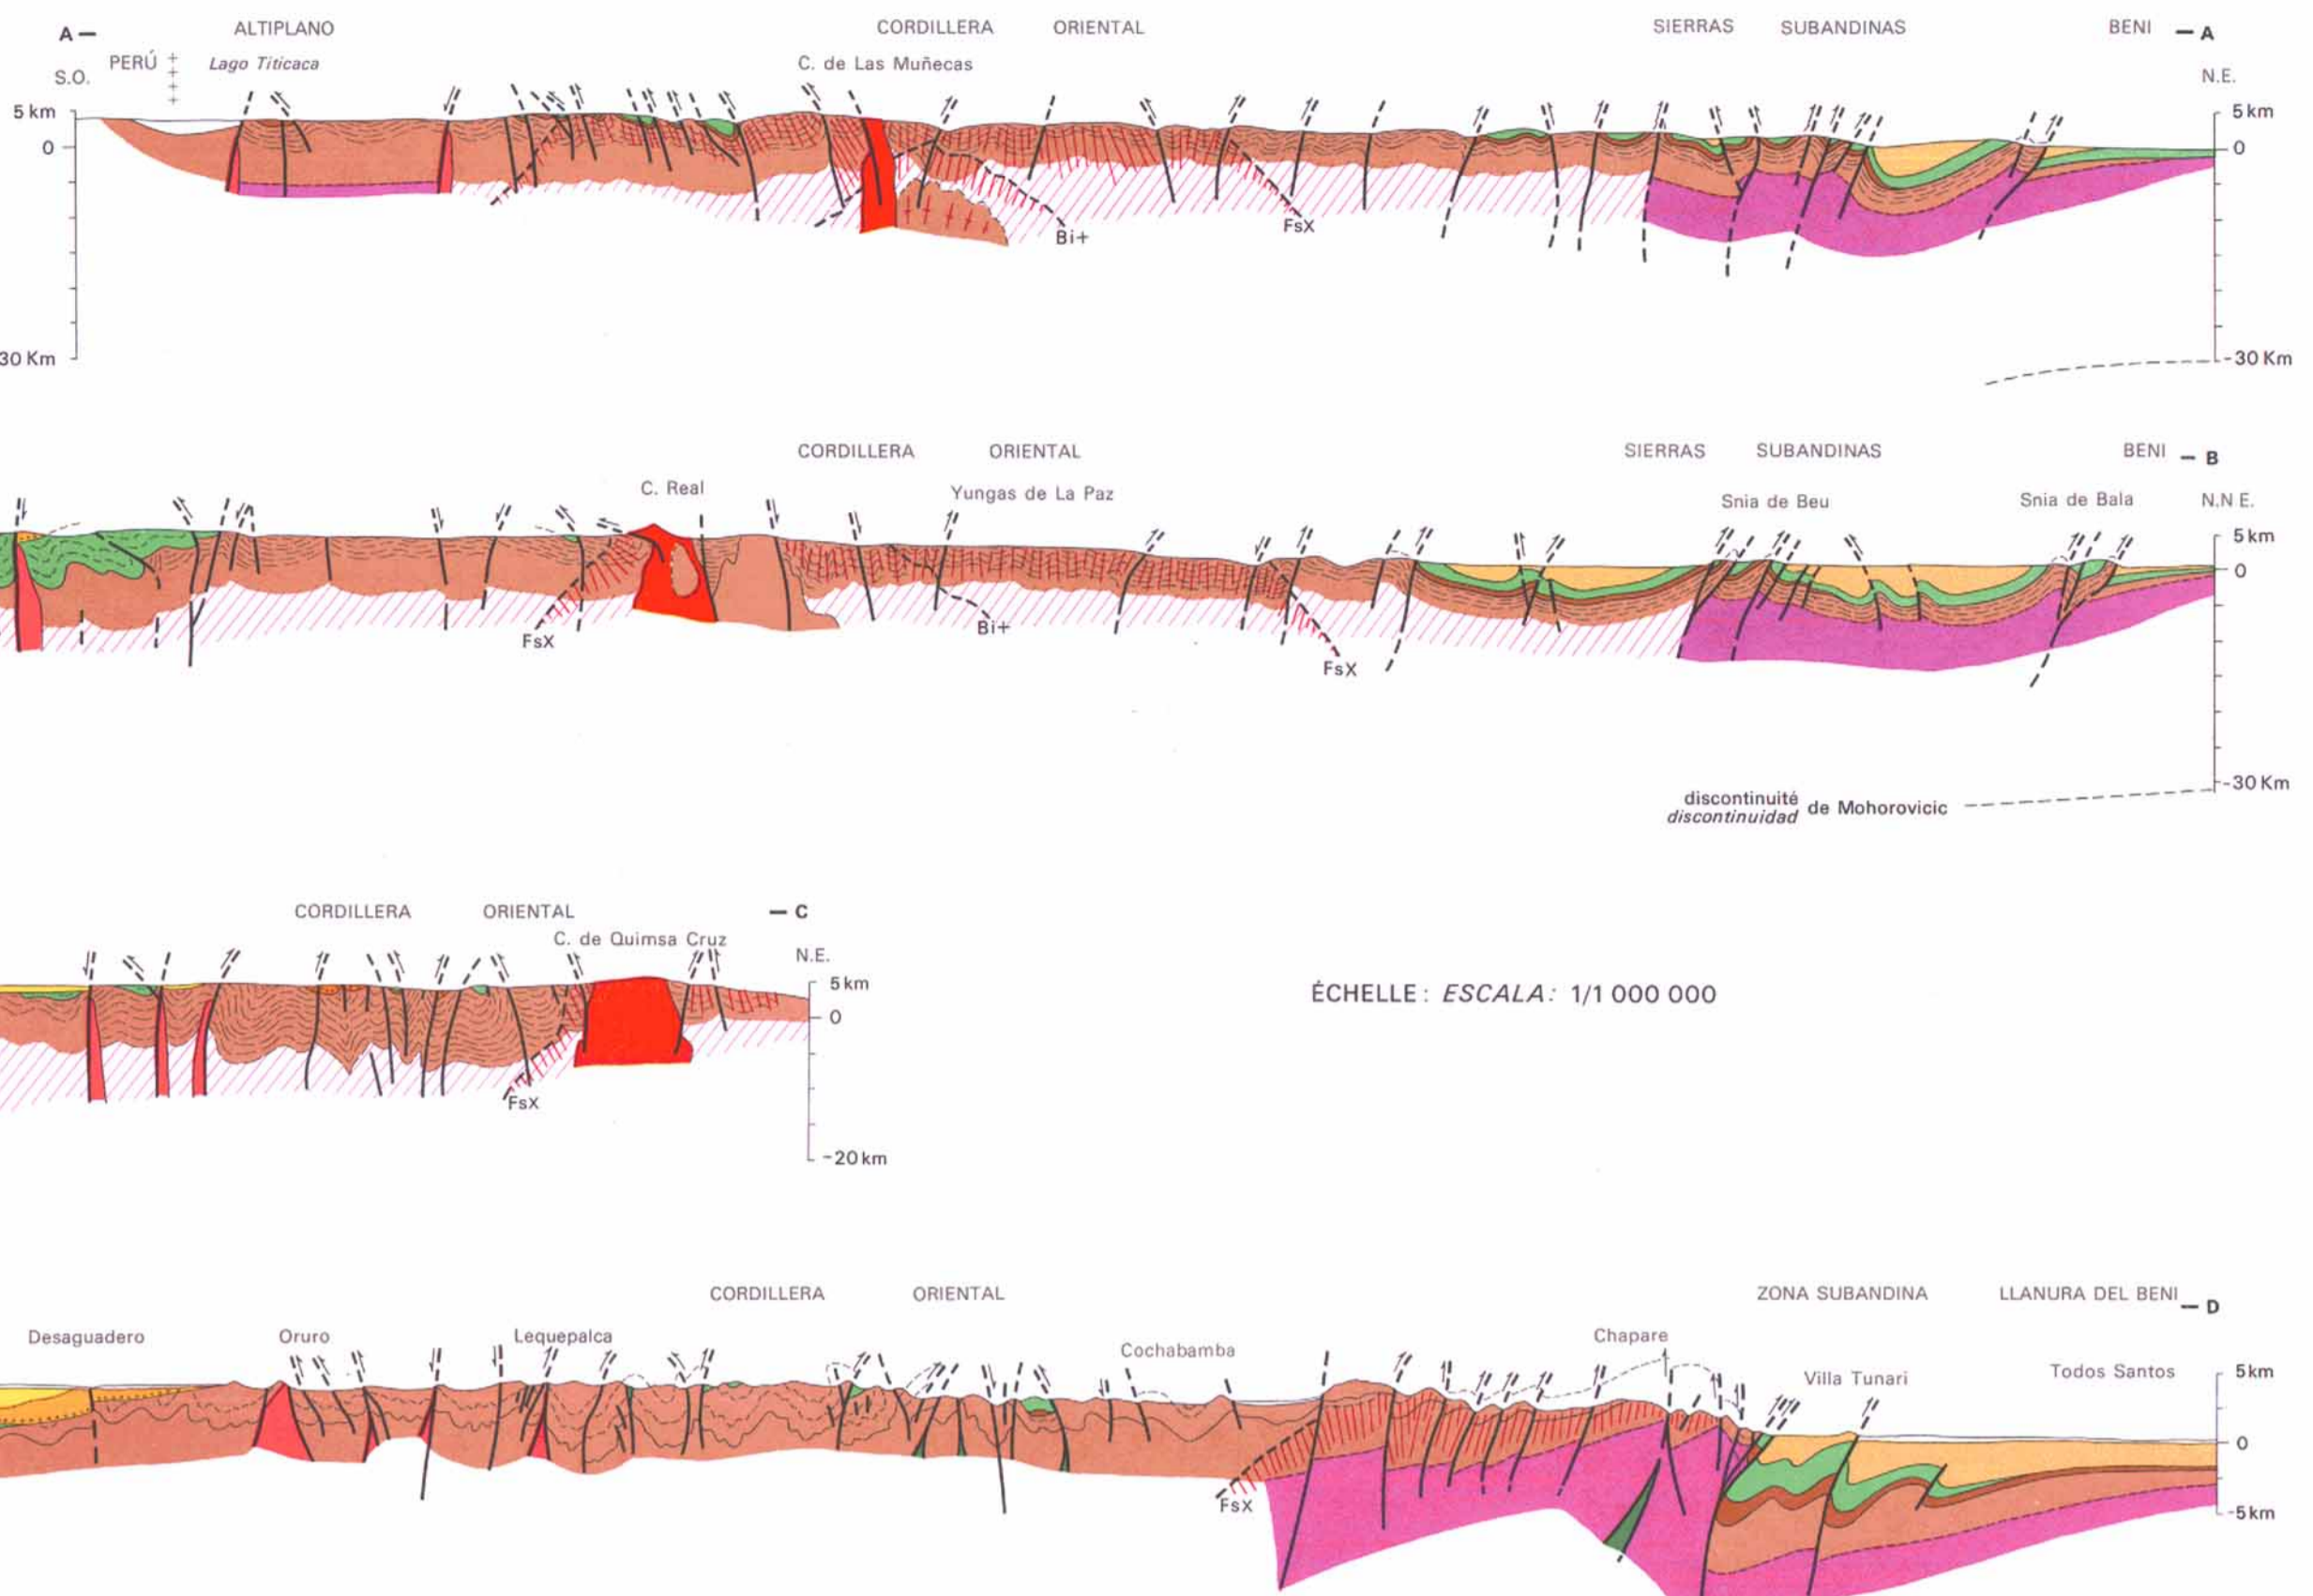 A — ALTIPLANO CORDILLERA ORIENTAL SIERRAS SUBANDINAS BENI — A
PERÚ Lago Titicaca C. de Las Muñecas
S.O. N.E.
5 km 5 km
0 0
Bi+ FsX
30 Km -30 Km
CORDILLERA ORIENTAL SIERRAS SUBANDINAS BENI — B
C. Real Yungas de La Paz Snia de Beu Snia de Bala N.N E.
5 km
0
FsX Bi+ FsX
-30 Km
discontinuité
discontinuidad de Mohorovicic
CORDILLERA ORIENTAL — C
C. de Quimsa Cruz
N.E.
5 km
0
FsX
-20 km
ÉCHELLE : ESCALA : 1/1 000 000
CORDILLERA ORIENTAL ZONA SUBANDINA LLANURA DEL BENI — D
Desaguadero Oruro Lequepalca Cochabamba Chapare
Villa Tunari Todos Santos 5 km
0
FsX -5 km